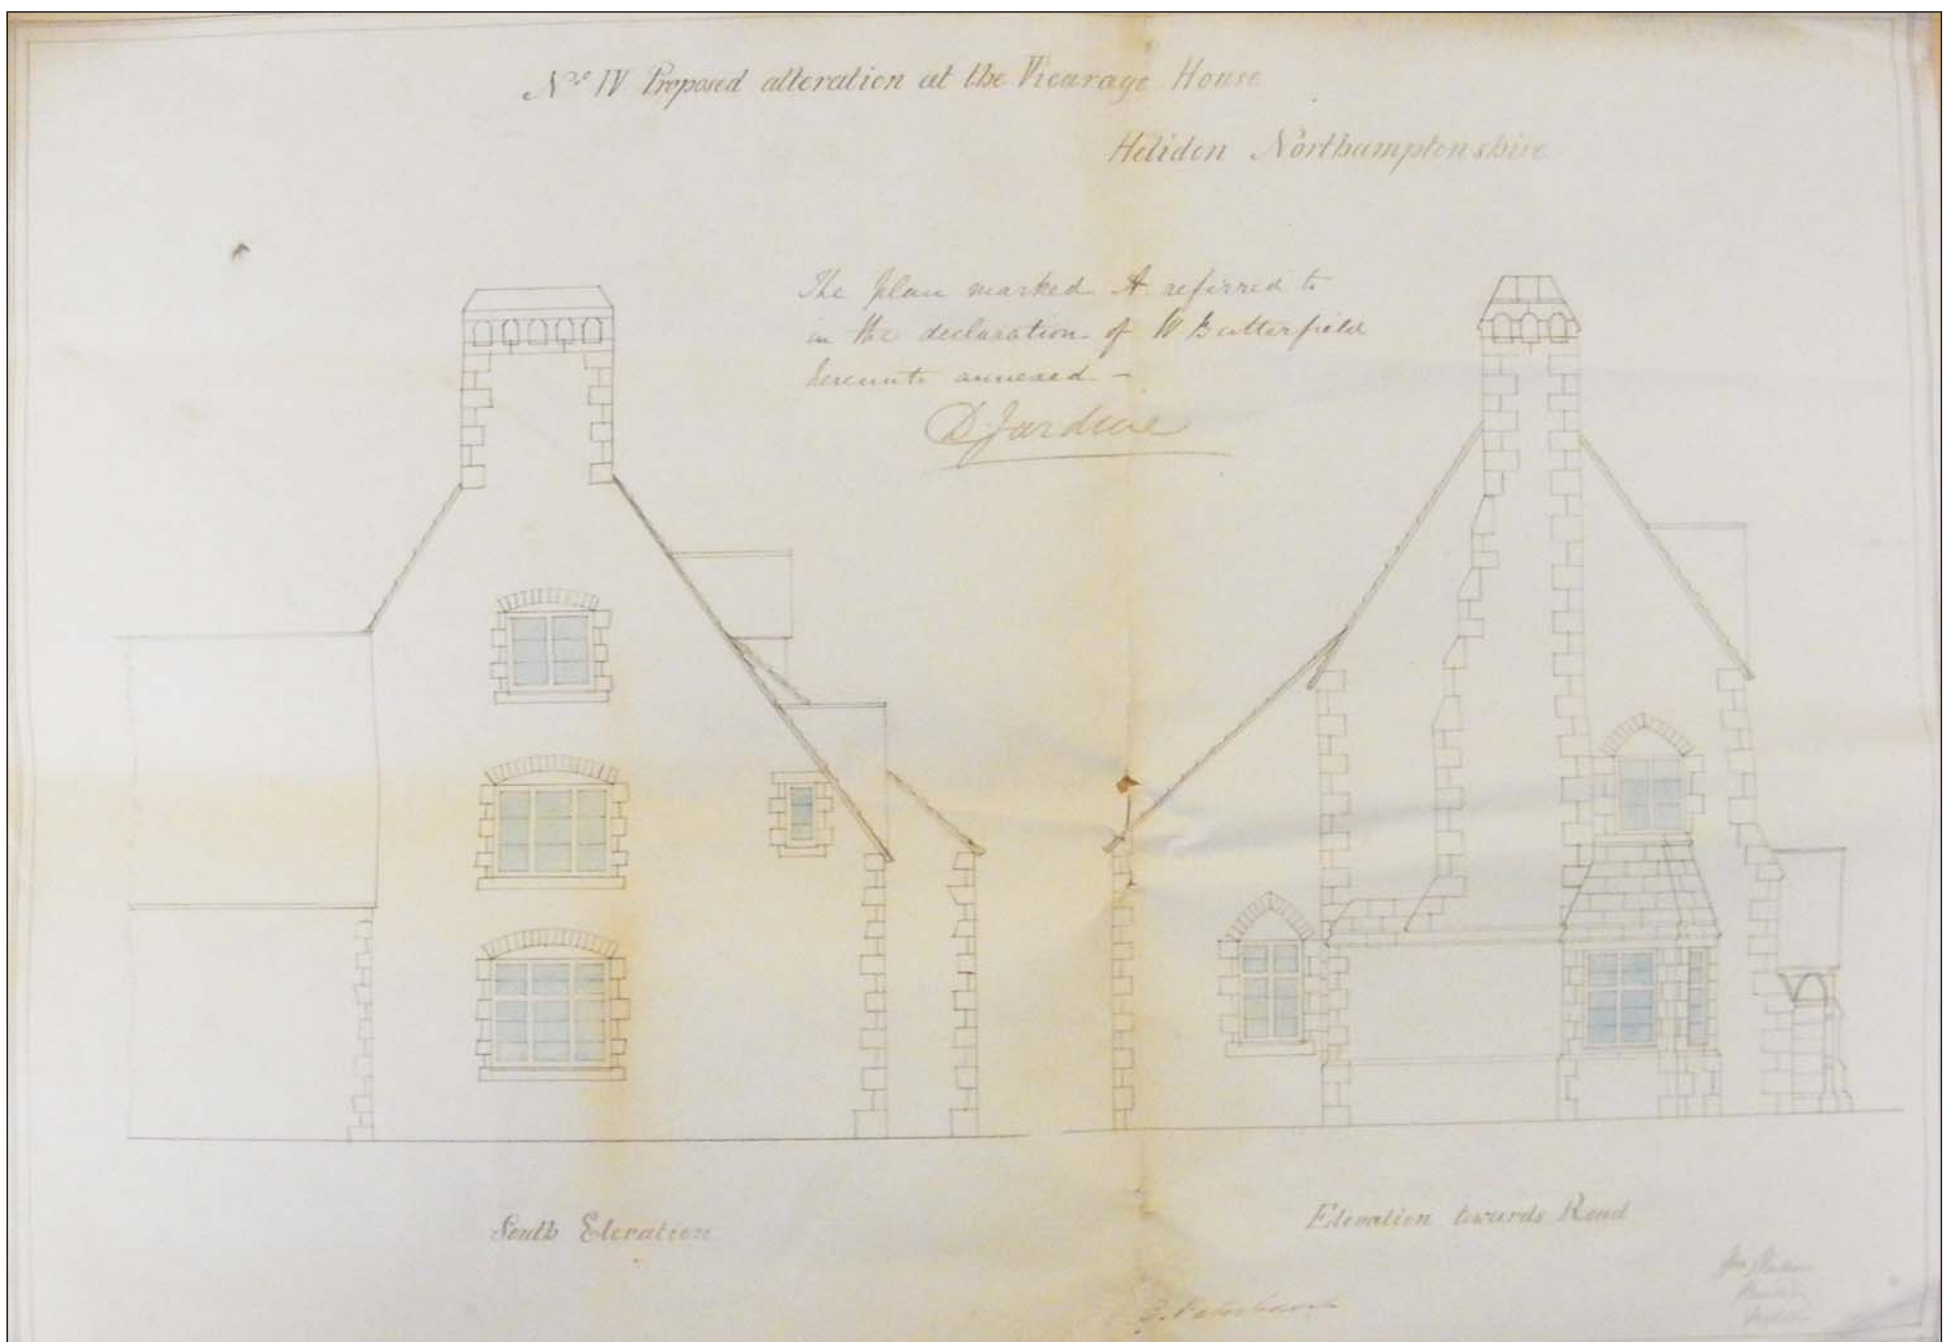 No. IV Proposed alteration at the Vicarage House
Helidon Northamptonshire
The plan marked A referred to
in the declaration of W Butterfield
hereunto annexed –
D Jardine
South Elevation
Elevation towards Road